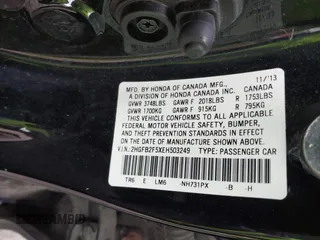 MFD. BY HONDA OF CANADA MFG., 11/'13
A DIVISION OF HONDA CANADA INC.
GVWR 3748LBS GAWR F 2018LBS R 1753LBS
GVWR 1700KG GAWR F 915KG R 795KG
THIS VEHICLE CONFORMS TO ALL APPLICABLE
FEDERAL MOTOR VEHICLE SAFETY, BUMPER,
AND THEFT PREVENTION STANDARDS IN EFFECT
ON THE DATE OF MANUFACTURE SHOWN ABOVE.
V.I.N.: 2HGFB2F5XEH503249 TYPE: PASSENGER CAR
TR6 E LM6 NH731PX -B -H